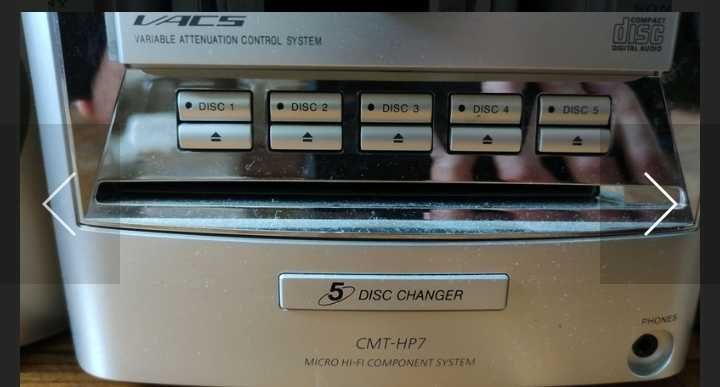 VACS
VARIABLE ATTENUATION CONTROL SYSTEM
SONY
COMPACT
disc
DIGITAL AUDIO
DISC 1
DISC 2
DISC 3
DISC 4
DISC 5
5 DISC CHANGER
CMT-HP7
MICRO HI-FI COMPONENT SYSTEM
PHONES